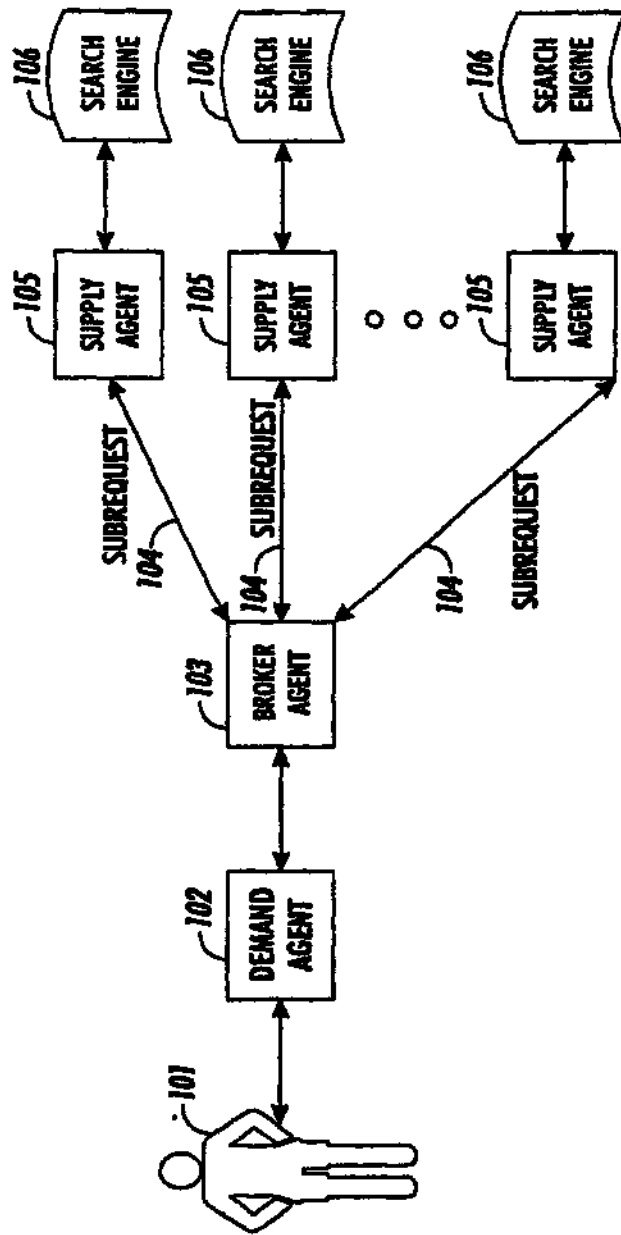 101
102
DEMAND
AGENT
103
BROKER
AGENT
104
SUBREQUEST
104
SUBREQUEST
104
SUBREQUEST
105
SUPPLY
AGENT
105
SUPPLY
AGENT
105
SUPPLY
AGENT
106
SEARCH
ENGINE
106
SEARCH
ENGINE
106
SEARCH
ENGINE